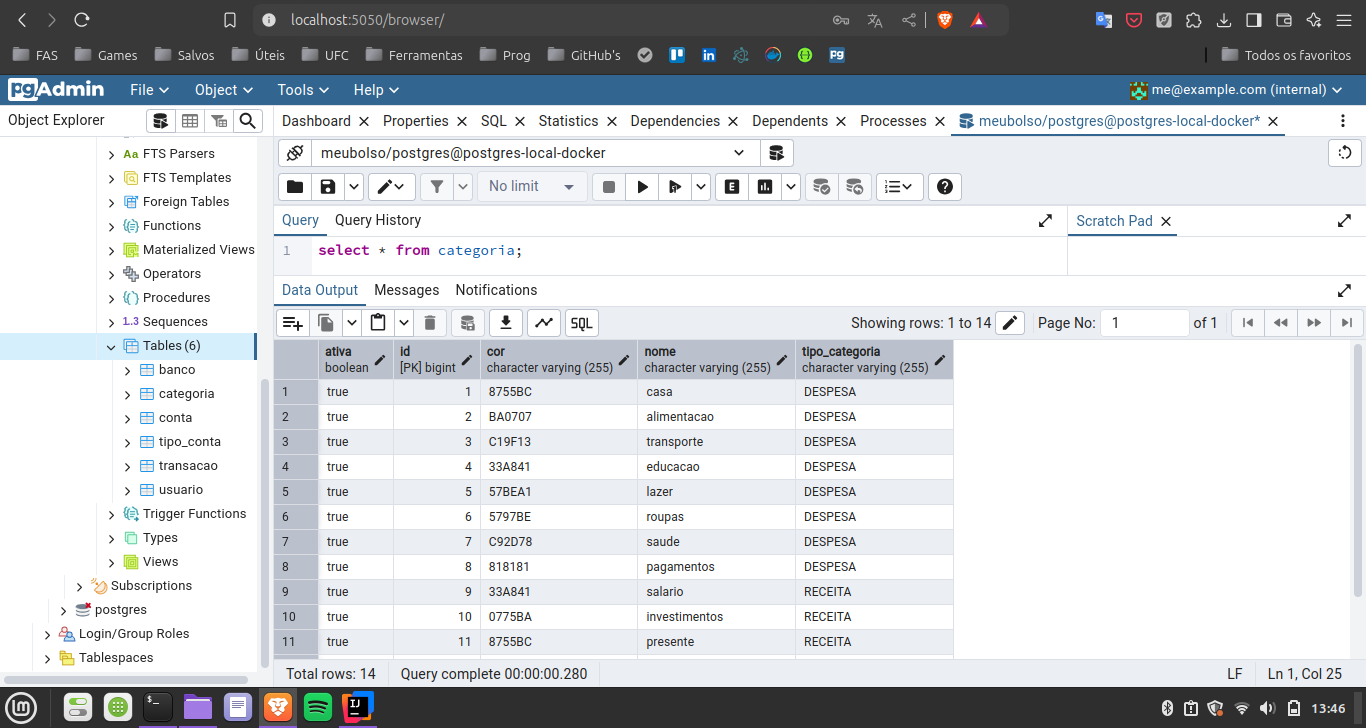 localhost:5050/browser/
FAS Games Salvos Úteis UFC Ferramentas Prog GitHub's Todos os favoritos
pgAdmin File Object Tools Help me@example.com (internal)
Object Explorer
Dashboard Properties SQL Statistics Dependencies Dependents Processes meubolso/postgres@postgres-local-docker*
FTS Parsers
FTS Templates
Foreign Tables
Functions
Materialized Views
Operators
Procedures
1.3 Sequences
Tables (6)
banco
categoria
conta
tipo_conta
transacao
usuario
Trigger Functions
Types
Views
Subscriptions
postgres
Login/Group Roles
Tablespaces
meubolso/postgres@postgres-local-docker
No limit
Query Query History
Scratch Pad
1 select * from categoria;
Data Output Messages Notifications
SQL Showing rows: 1 to 14 Page No: 1 of 1
ativa id cor nome tipo_categoria
boolean [PK] bigint character varying (255) character varying (255) character varying (255)
1 true 1 8755BC casa DESPESA
2 true 2 BA0707 alimentacao DESPESA
3 true 3 C19F13 transporte DESPESA
4 true 4 33A841 educacao DESPESA
5 true 5 57BEA1 lazer DESPESA
6 true 6 5797BE roupas DESPESA
7 true 7 C92D78 saude DESPESA
8 true 8 818181 pagamentos DESPESA
9 true 9 33A841 salario RECEITA
10 true 10 0775BA investimentos RECEITA
11 true 11 8755BC presente RECEITA
Total rows: 14 Query complete 00:00:00.280 LF Ln 1, Col 25
13:46